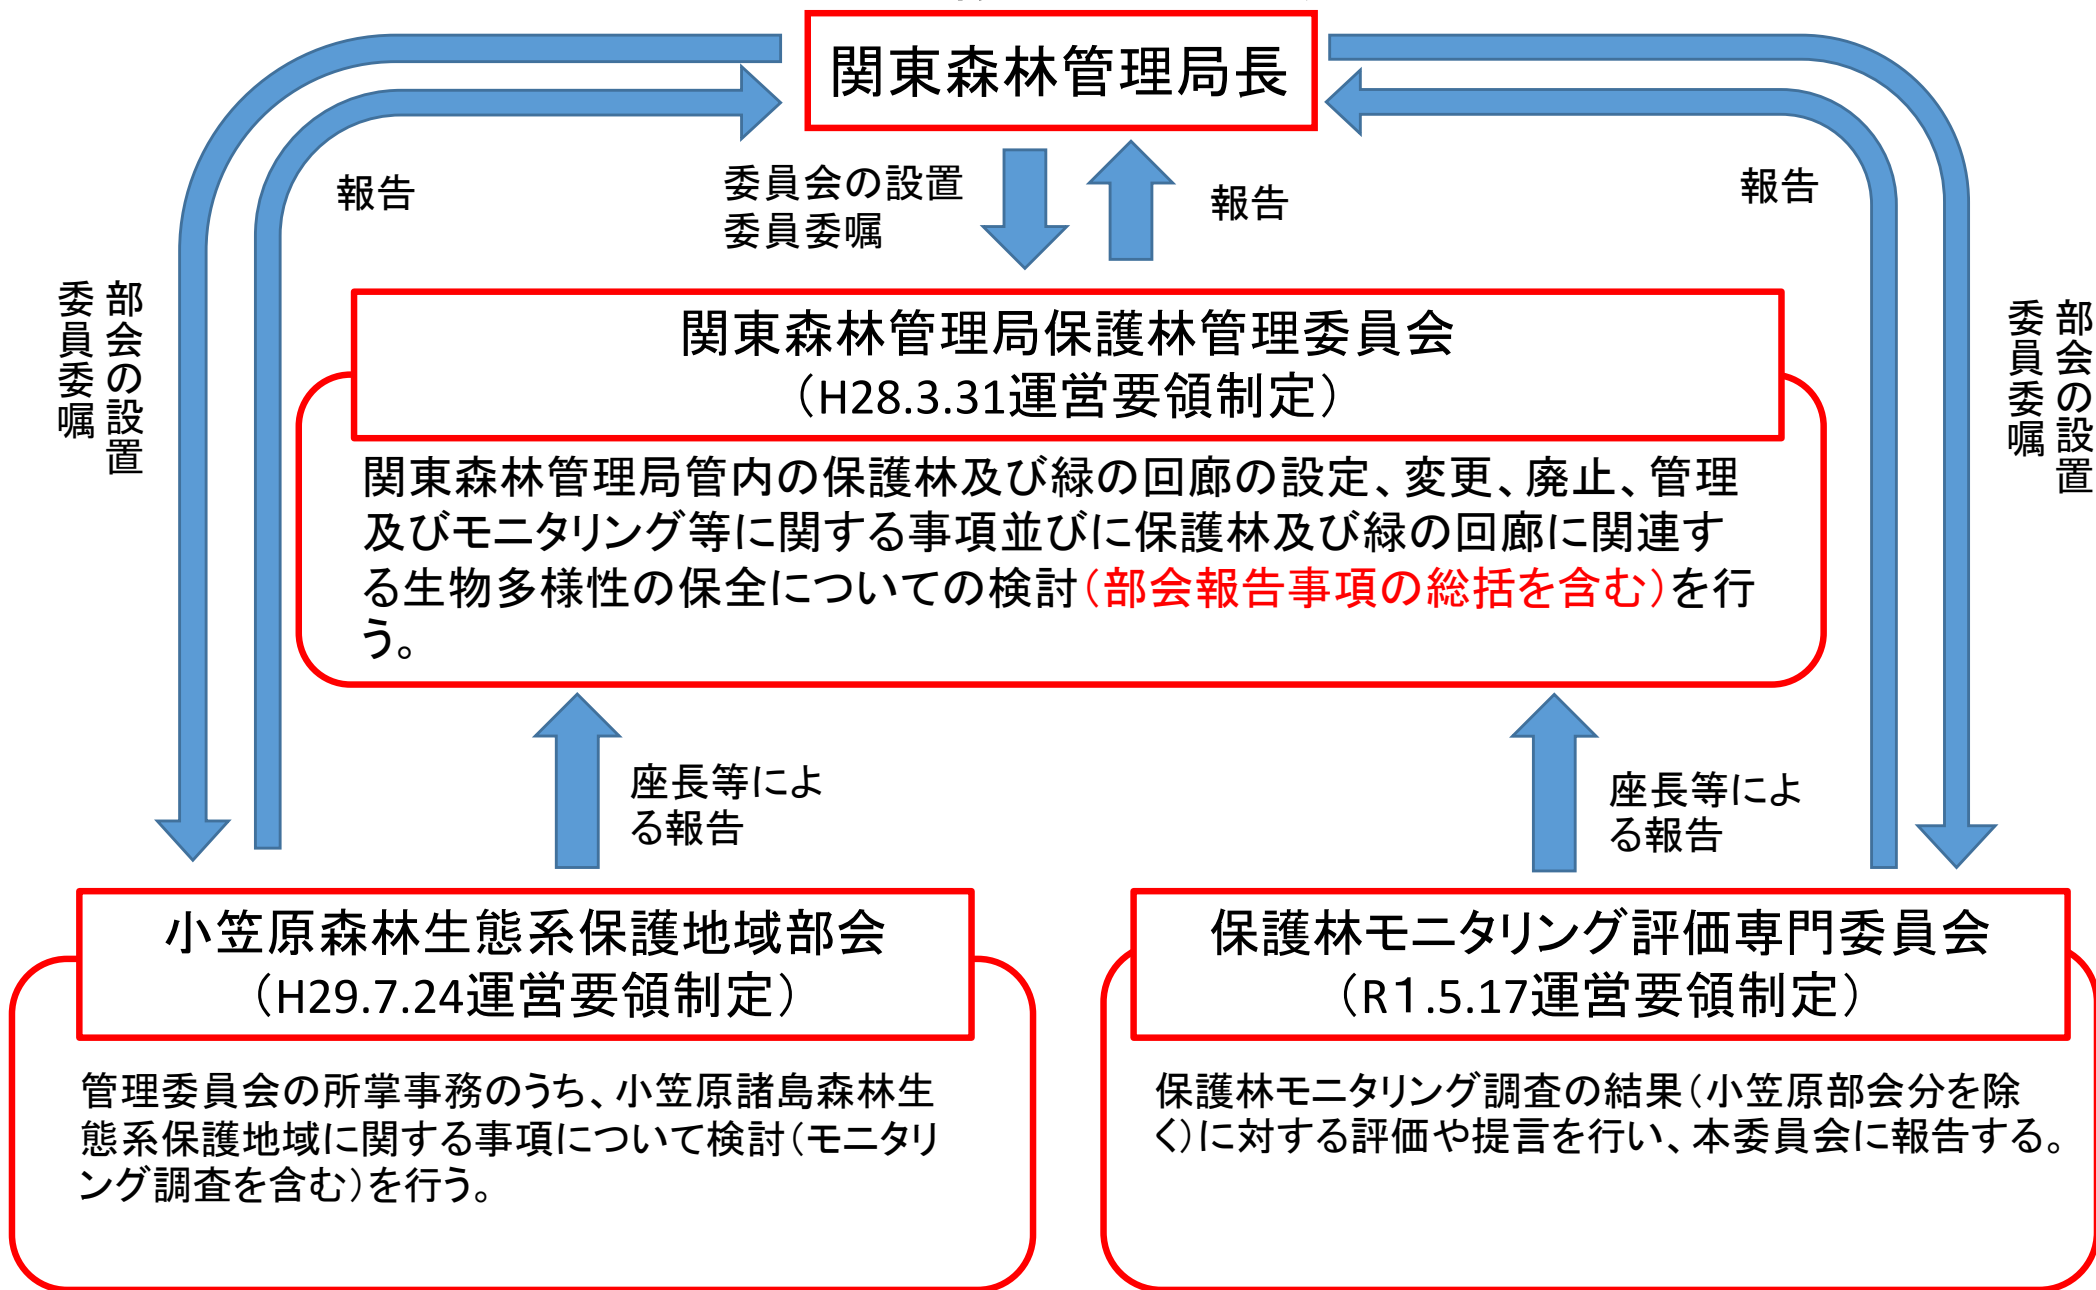 関東森林管理局長
報告
委員会の設置
委員委嘱
報告
報告
部会の設置
委員委嘱
部会の設置
委員委嘱
関東森林管理局保護林管理委員会
（H28.3.31運営要領制定）
関東森林管理局管内の保護林及び緑の回廊の設定、変更、廃止、管理
及びモニタリング等に関する事項並びに保護林及び緑の回廊に関連す
る生物多様性の保全についての検討（部会報告事項の総括を含む）を行
う。
座長等によ
る報告
座長等によ
る報告
小笠原森林生態系保護地域部会
（H29.7.24運営要領制定）
管理委員会の所掌事務のうち、小笠原諸島森林生
態系保護地域に関する事項について検討（モニタリ
ング調査を含む）を行う。
保護林モニタリング評価専門委員会
（R１.5.17運営要領制定）
保護林モニタリング調査の結果（小笠原部会分を除
く）に対する評価や提言を行い、本委員会に報告する。